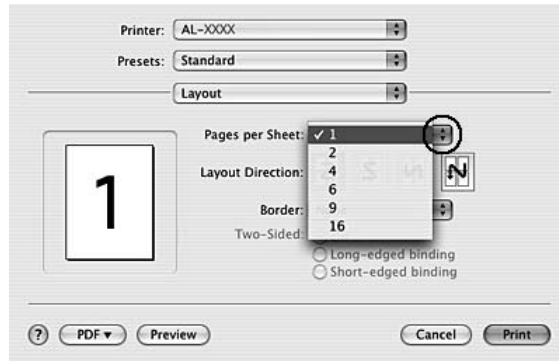 Printer: AL-XXXX
Presets: Standard
Layout
Pages per Sheet: ✓ 1
2
4
6
9
16
Layout Direction:
Border:
Two-Sided:
Long-edged binding
Short-edged binding
1
? PDF▼ Preview Cancel Print